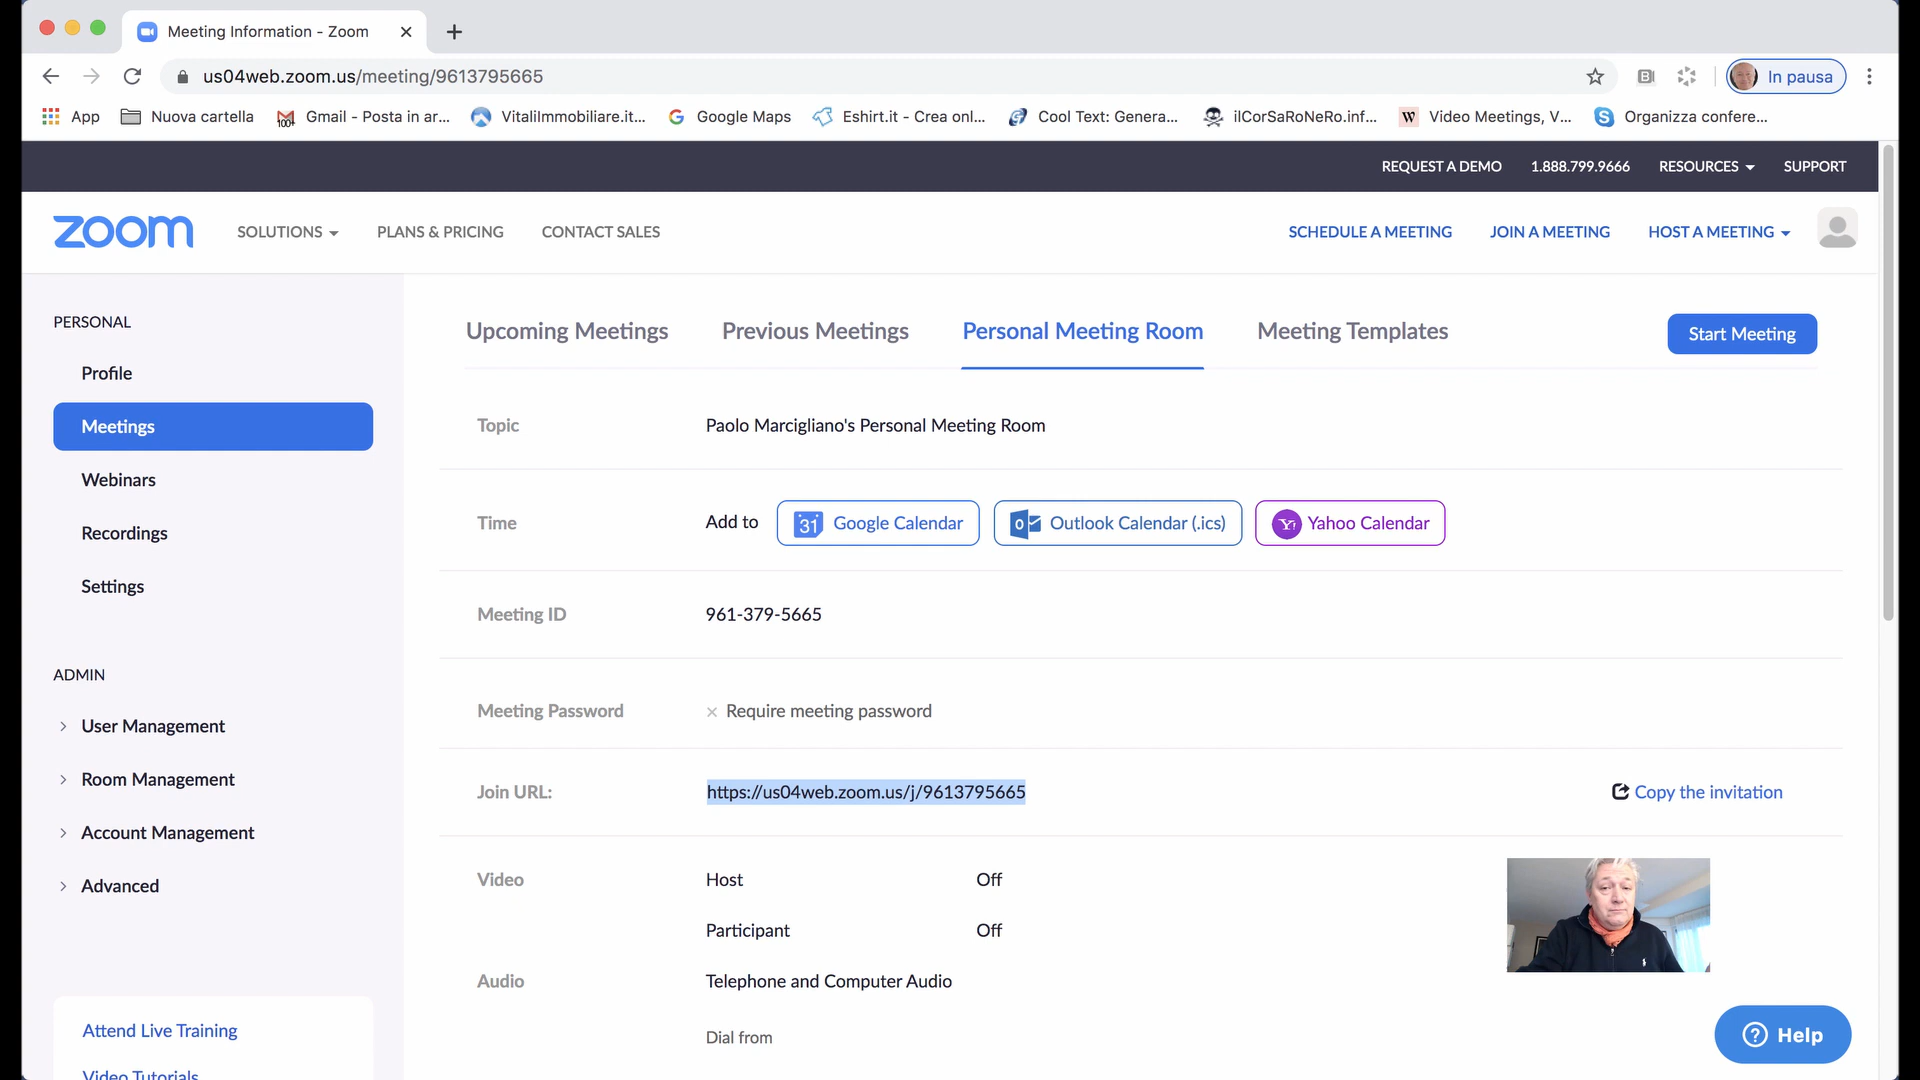 Meeting Information - Zoom
us04web.zoom.us/meeting/9613795665
In pausa
App
Nuova cartella
Gmail - Posta in ar...
VitaliImmobiliare.it...
Google Maps
Eshirt.it - Crea onl...
Cool Text: Genera...
ilCorSaRoNeRo.inf...
Video Meetings, V...
Organizza confere...
REQUEST A DEMO
1.888.799.9666
RESOURCES
SUPPORT
zoom
SOLUTIONS
PLANS & PRICING
CONTACT SALES
SCHEDULE A MEETING
JOIN A MEETING
HOST A MEETING
PERSONAL
Profile
Meetings
Webinars
Recordings
Settings
ADMIN
User Management
Room Management
Account Management
Advanced
Attend Live Training
Video Tutorials
Upcoming Meetings
Previous Meetings
Personal Meeting Room
Meeting Templates
Start Meeting
Topic
Paolo Marcigliano's Personal Meeting Room
Time
Add to
31 Google Calendar
Outlook Calendar (.ics)
Yahoo Calendar
Meeting ID
961-379-5665
Meeting Password
Require meeting password
Join URL:
https://us04web.zoom.us/j/9613795665
Copy the invitation
Video
Host
Off
Participant
Off
Audio
Telephone and Computer Audio
Dial from
Help